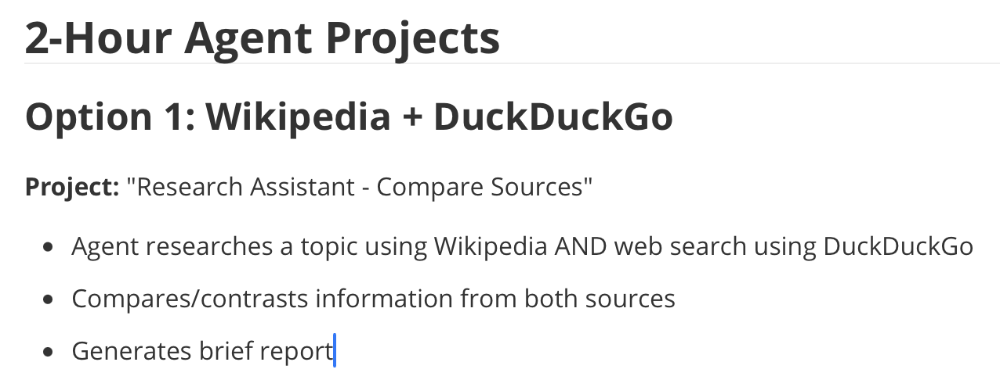 2-Hour Agent Projects
Option 1: Wikipedia + DuckDuckGo
Project: "Research Assistant - Compare Sources"
• Agent researches a topic using Wikipedia AND web search using DuckDuckGo
• Compares/contrasts information from both sources
• Generates brief report